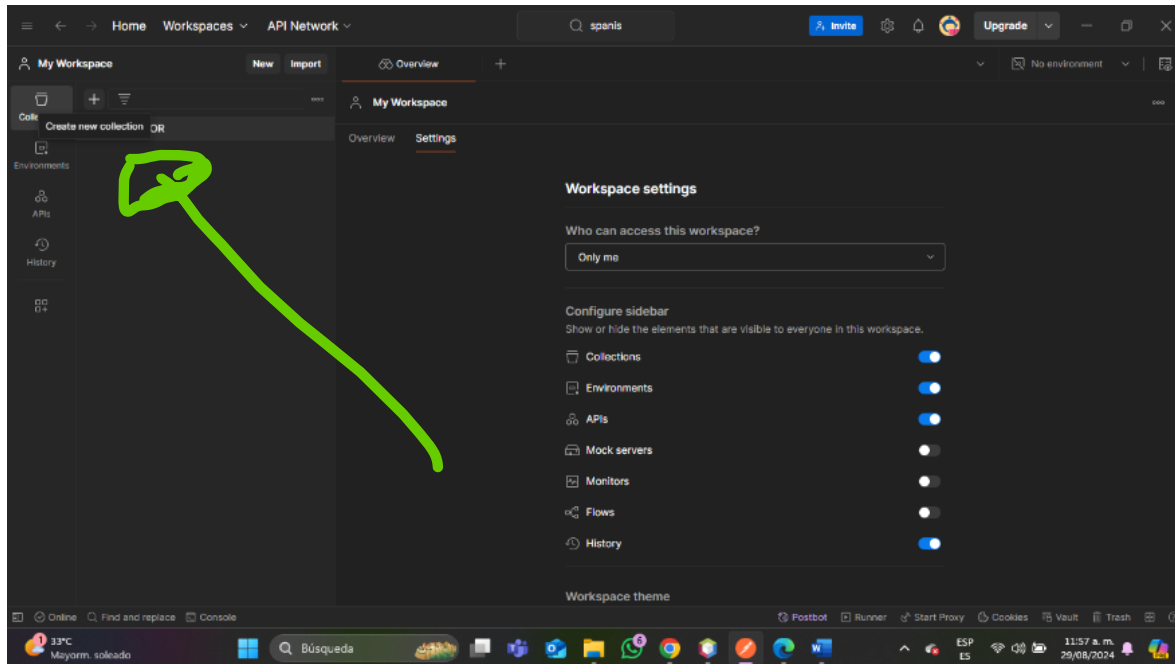 Home Workspaces API Network spanis Invite Upgrade
My Workspace New Import Overview No environment
My Workspace
Create new collection OR
Overview Settings
Environments
APIs
History
Workspace settings
Who can access this workspace?
Only me
Configure sidebar
Show or hide the elements that are visible to everyone in this workspace.
Collections
Environments
APIs
Mock servers
Monitors
Flows
History
Workspace theme
Online Find and replace Console Postbot Runner Start Proxy Cookies Vault Trash
1 33°C
Mayorm. soleado
Búsqueda
6
ESP
ES
11:57 a. m.
29/08/2024